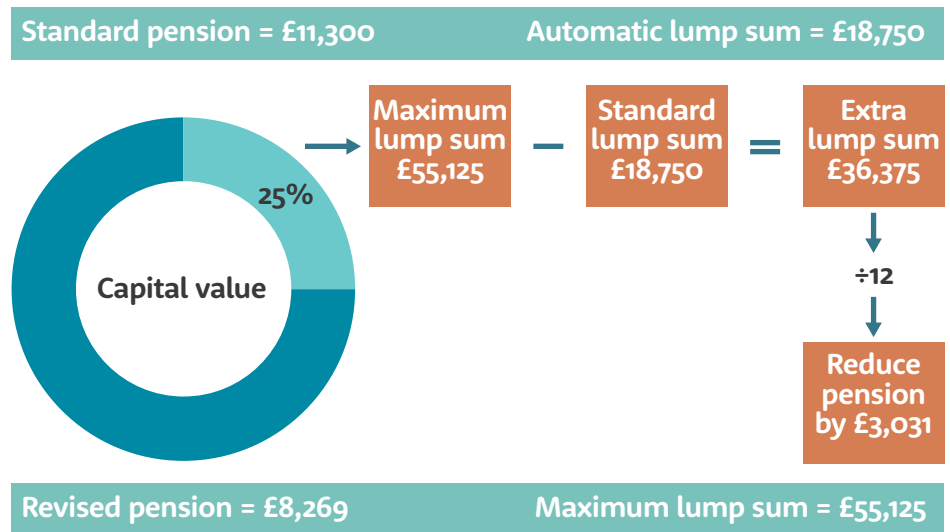 Standard pension = £11,300
Automatic lump sum = £18,750
25%
Capital value
Maximum
lump sum
£55,125
–
Standard
lump sum
£18,750
=
Extra
lump sum
£36,375
÷12
Reduce
pension
by £3,031
Revised pension = £8,269
Maximum lump sum = £55,125